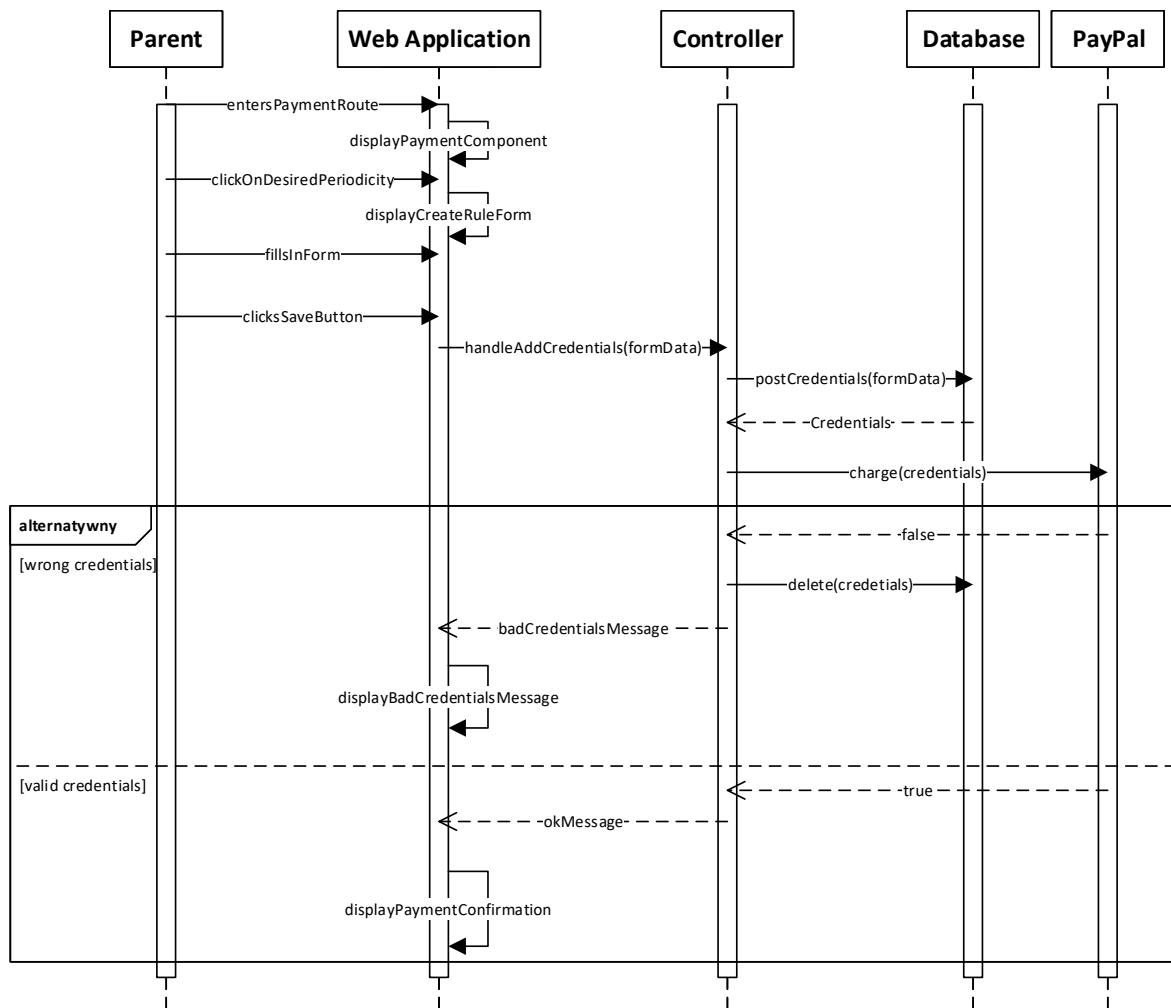 Parent
Web Application
Controller
Database
PayPal
entersPaymentRoute
displayPaymentComponent
clickOnDesiredPeriodicity
displayCreateRuleForm
fillsInForm
clicksSaveButton
handleAddCredentials(formData)
postCredentials(formData)
Credentials
charge(credentials)
alternatywny
false
[wrong credentials]
delete(credetials)
badCredentialsMessage
displayBadCredentialsMessage
[valid credentials]
true
okMessage
displayPaymentConfirmation